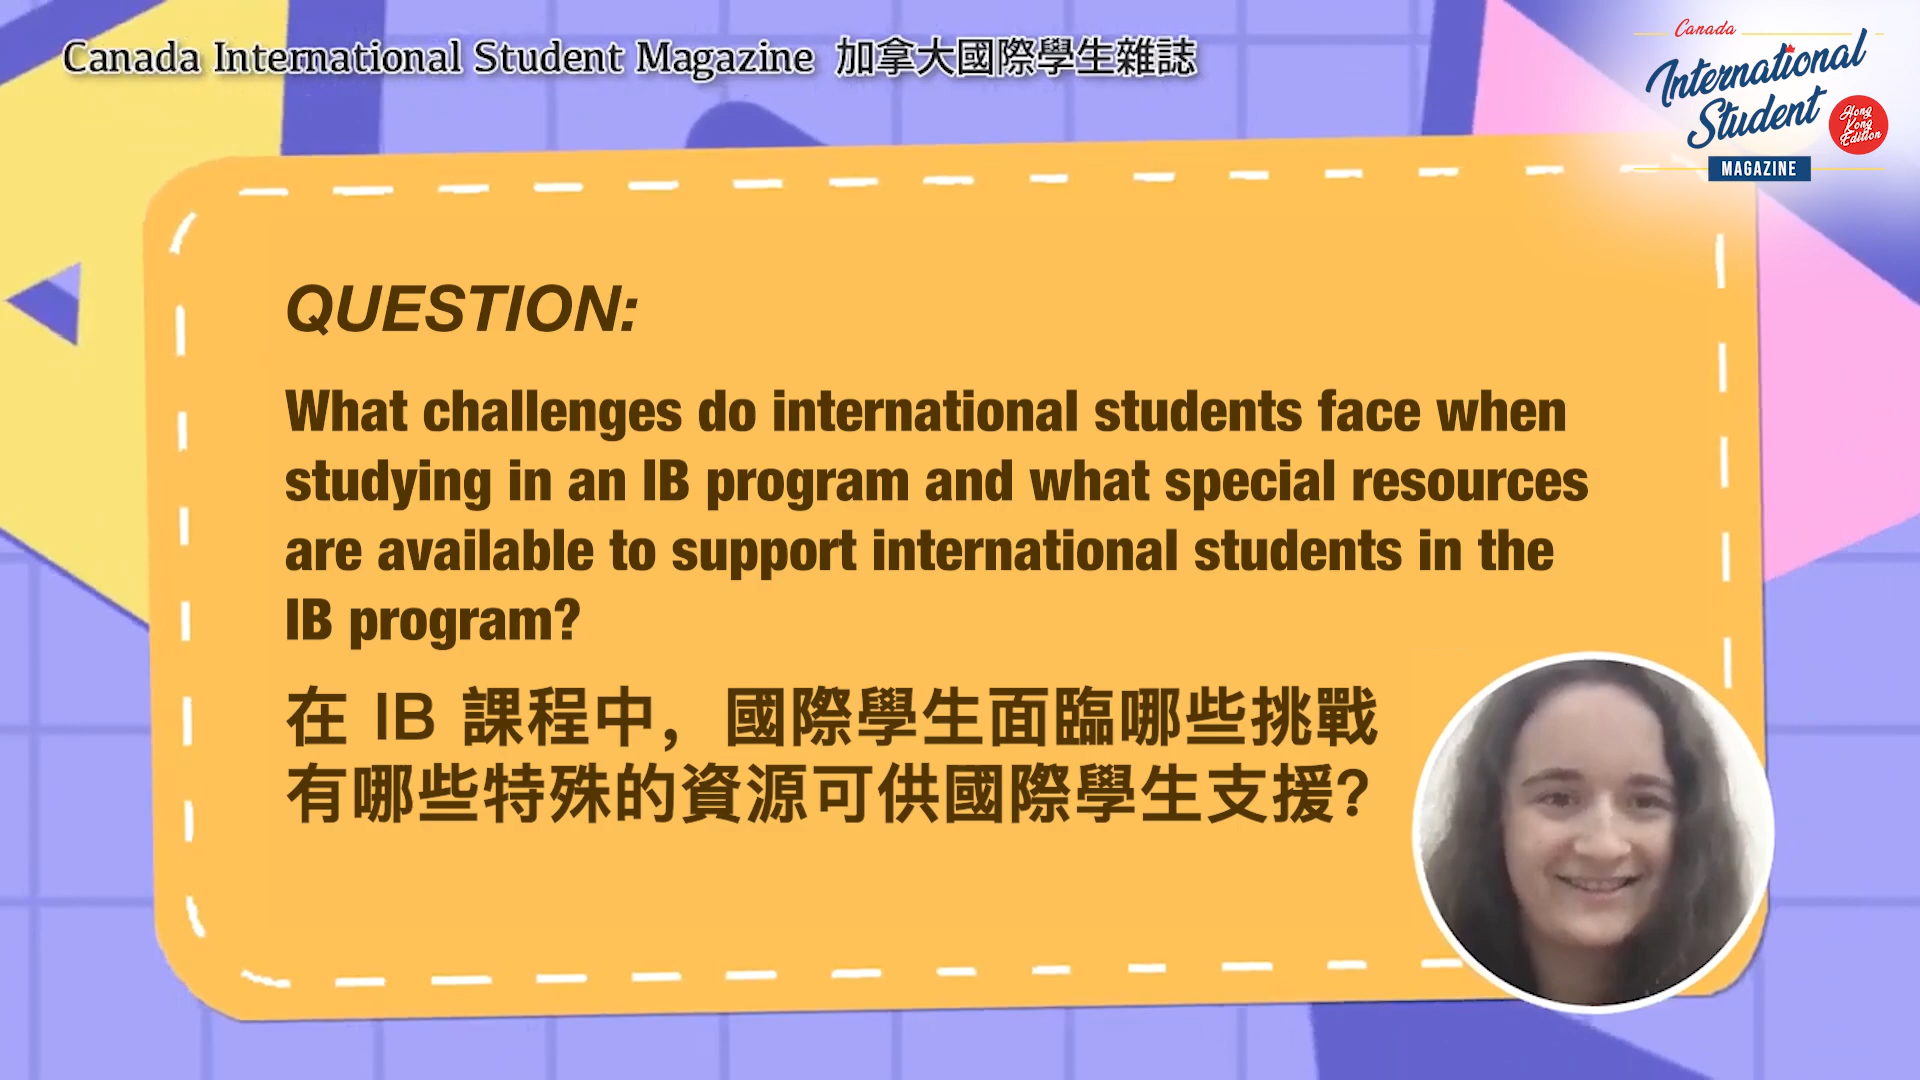 Canada International Student Magazine 加拿大國際學生雜誌
Canada
International
Student
Hong
Kong
Edition
MAGAZINE
QUESTION:
What challenges do international students face when
studying in an IB program and what special resources
are available to support international students in the
IB program?
在 IB 課程中，國際學生面臨哪些挑戰
有哪些特殊的資源可供國際學生支援？